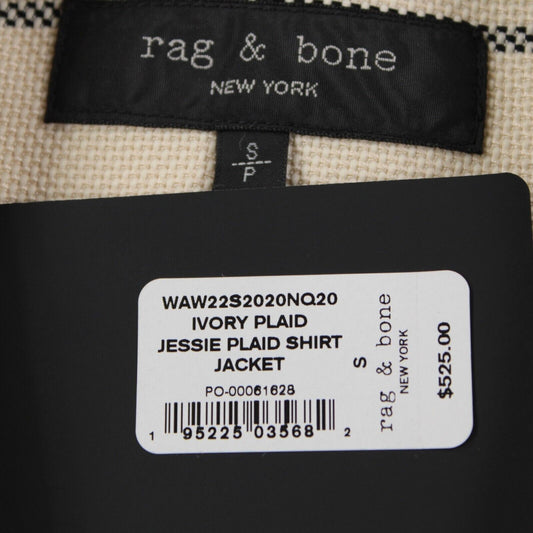 rag & bone
NEW YORK
S
P
WAW22S2020NQ20
IVORY PLAID
JESSIE PLAID SHIRT
JACKET
PO-00061628
1 95225 03568 2
S
rag & bone
NEW YORK
$525.00